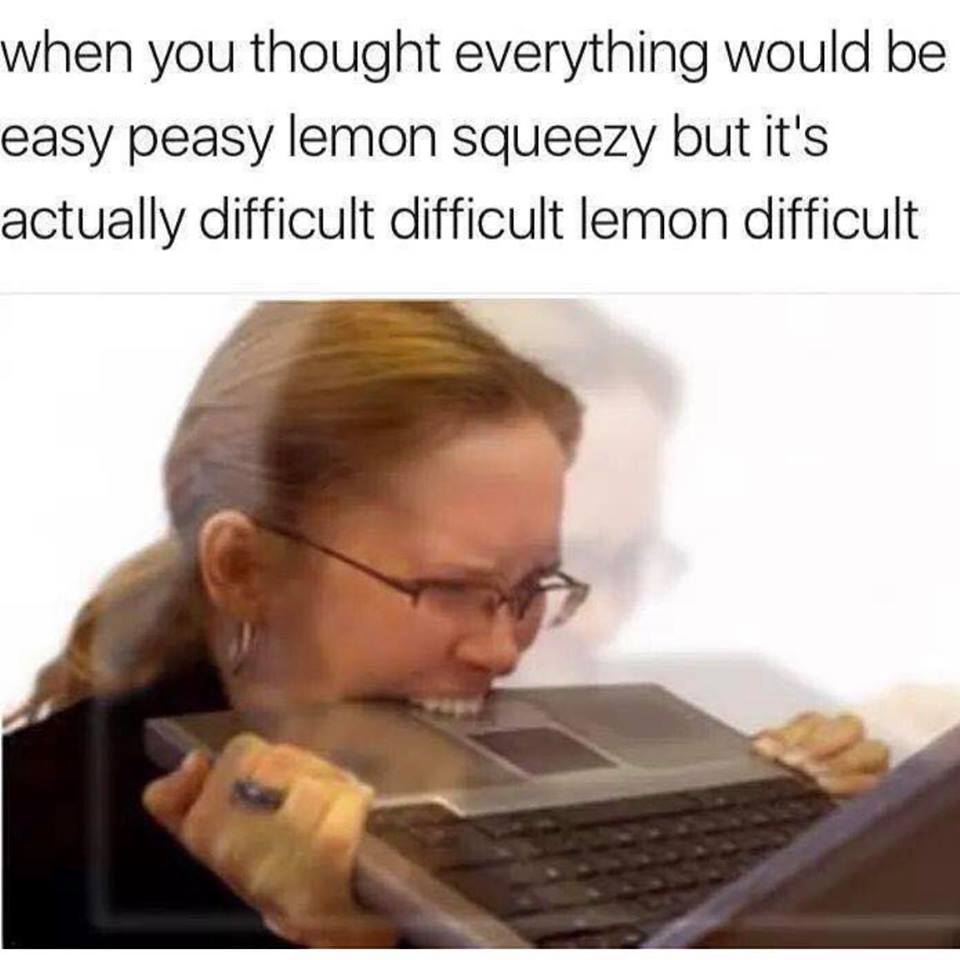 when you thought everything would be
easy peasy lemon squeezy but it's
actually difficult difficult lemon difficult